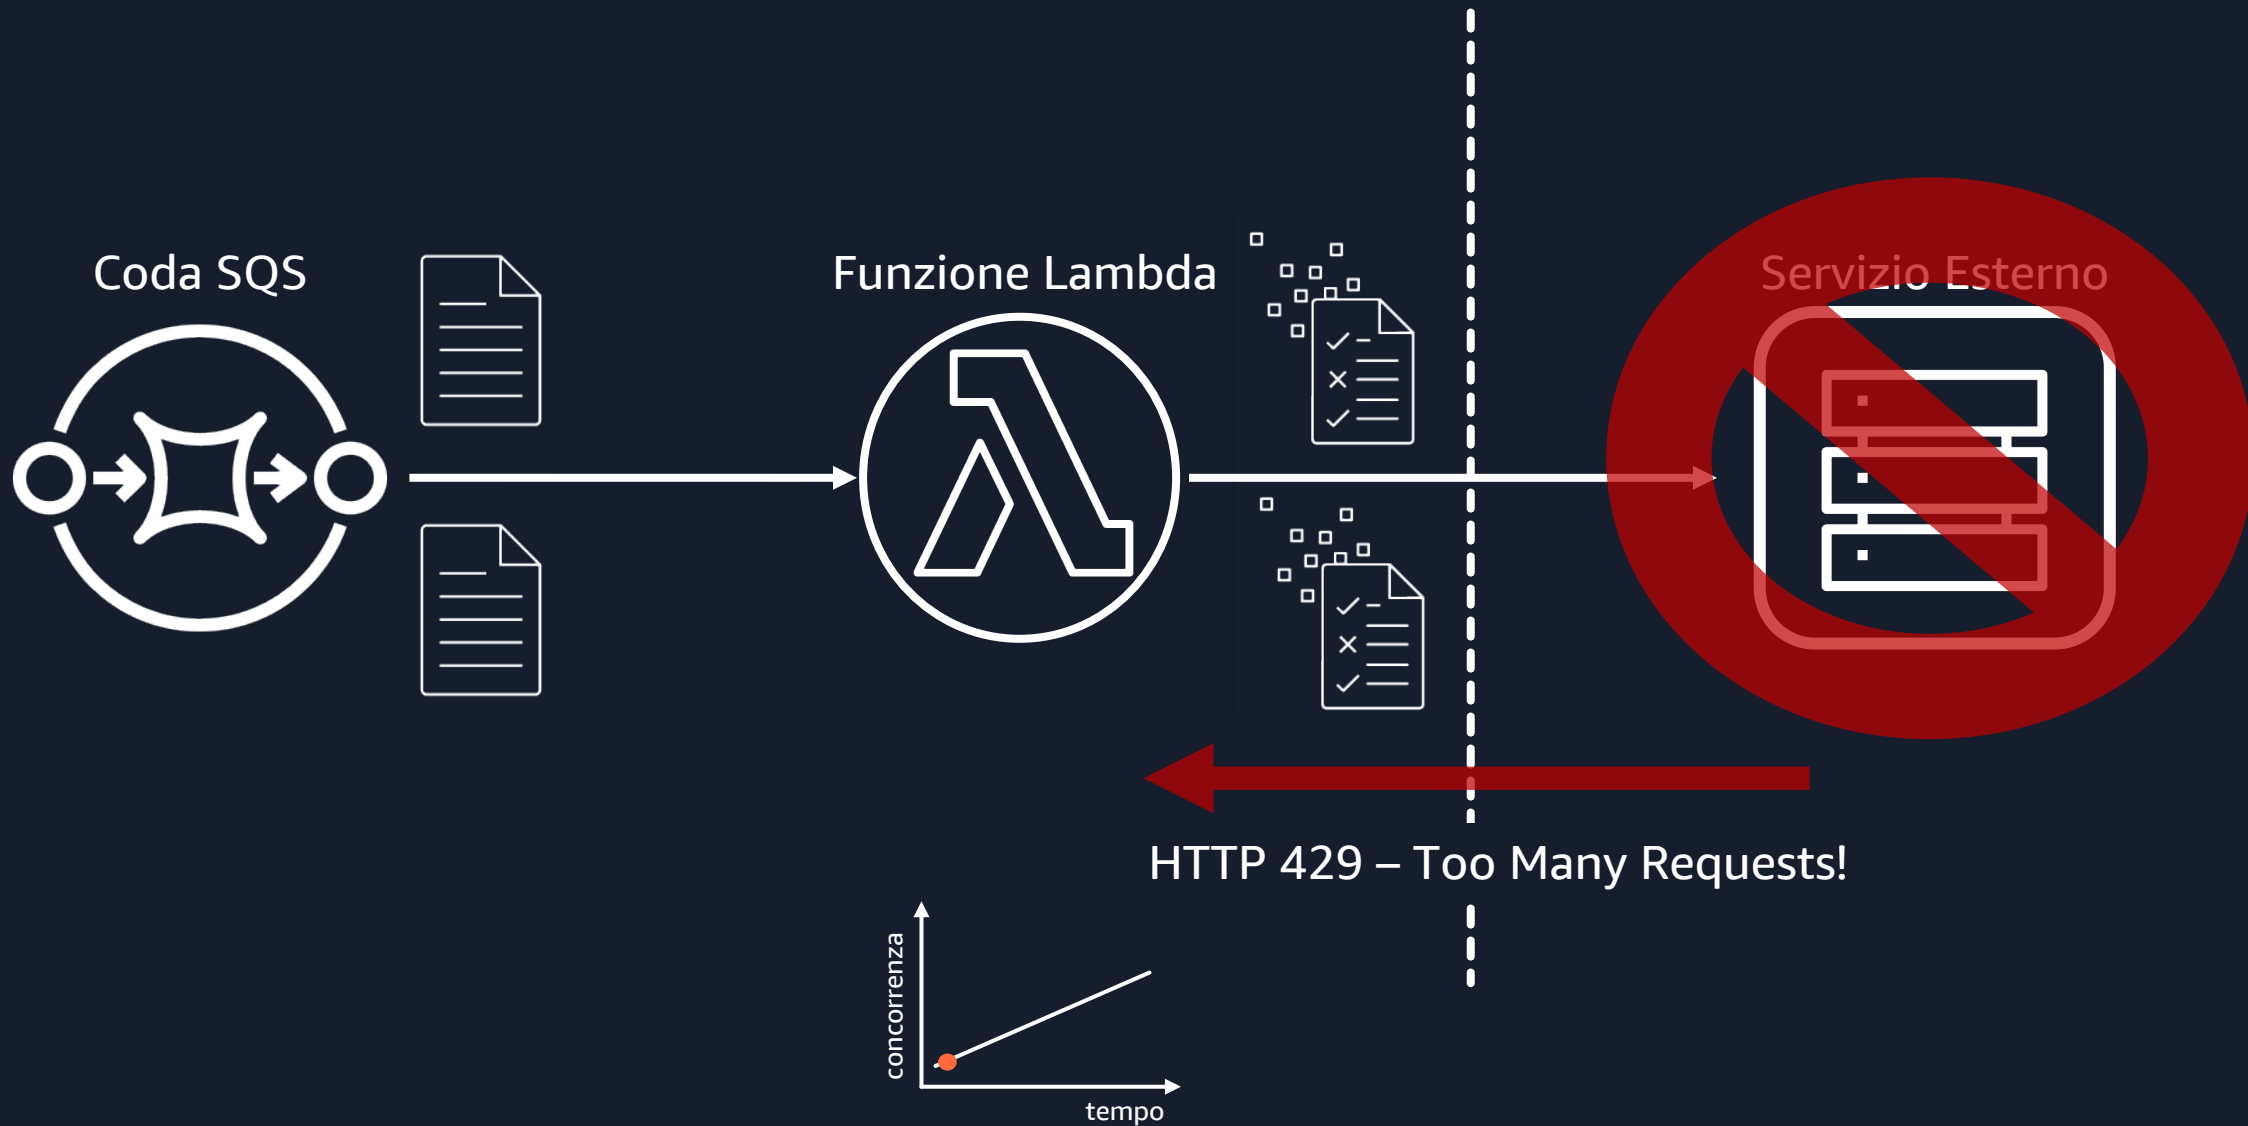 Coda SQS
Funzione Lambda
Servizio Esterno
HTTP 429 – Too Many Requests!
concorrenza
tempo